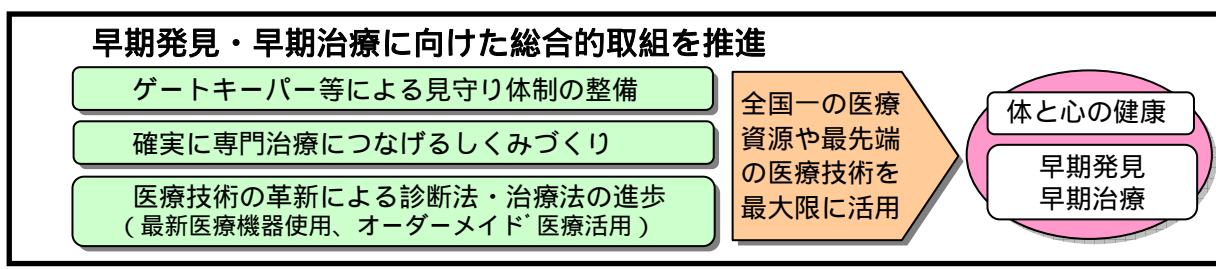 早期発見・早期治療に向けた総合的取組を推進
ゲートキーパー等による見守り体制の整備
確実に専門治療につなげるしくみづくり
医療技術の革新による診断法・治療法の進歩
(最新医療機器使用、オーダーメイド゙医療活用)
全国一の医療
資源や最先端
の医療技術を
最大限に活用
体と心の健康
早期発見
早期治療